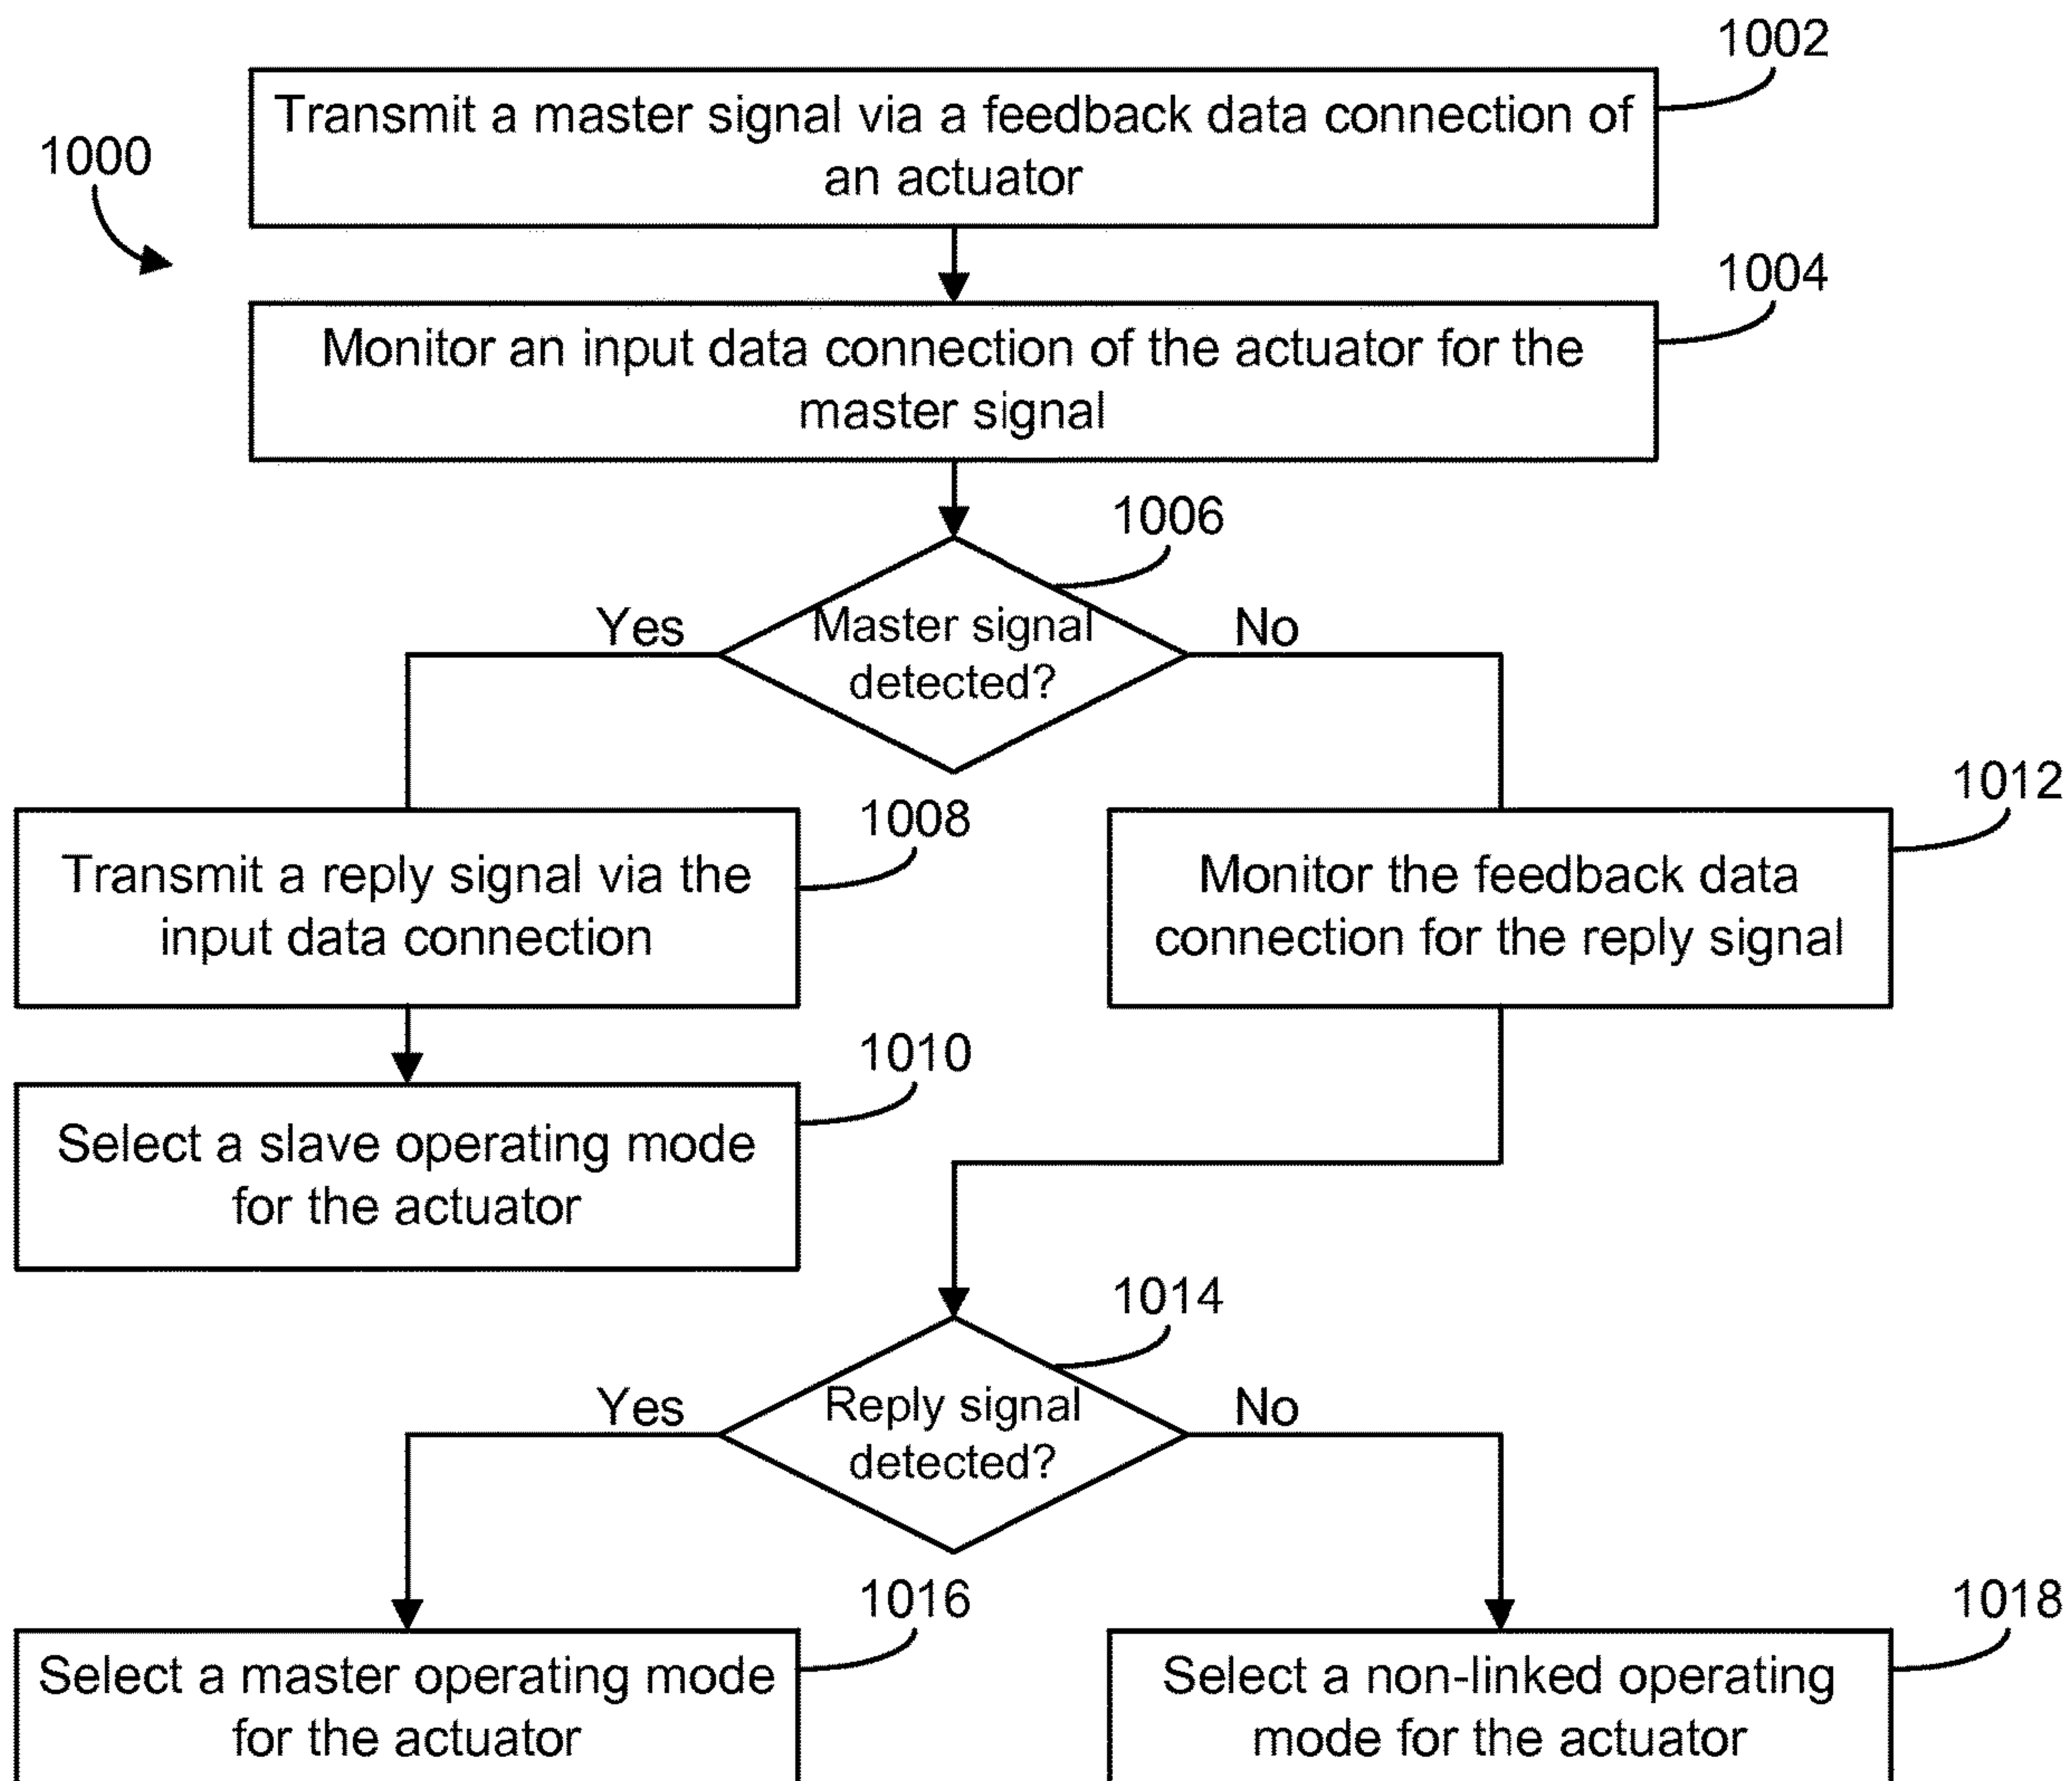 1002
Transmit a master signal via a feedback data connection of
an actuator
1000
1004
Monitor an input data connection of the actuator for the
master signal
1006
Yes
Master signal
detected?
No
1008
Transmit a reply signal via the
input data connection
1012
Monitor the feedback data
connection for the reply signal
1010
Select a slave operating mode
for the actuator
1014
Yes
Reply signal
detected?
No
1016
Select a master operating mode
for the actuator
1018
Select a non-linked operating
mode for the actuator